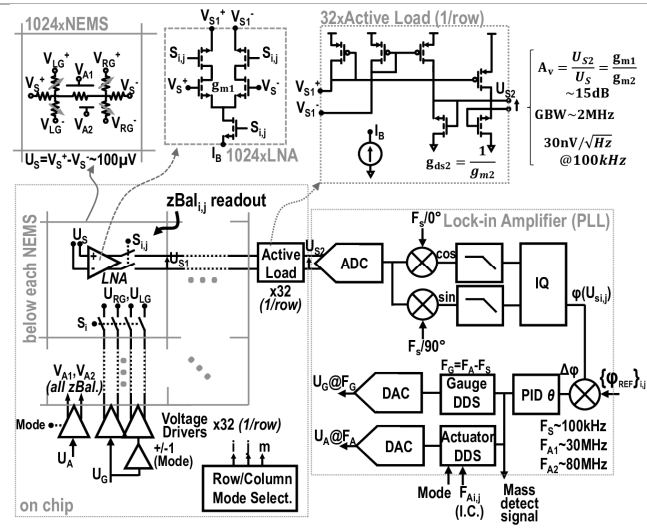 1024xNEMS
V_LG^+
V_RG^+
V_A1
V_S^+
V_S^-
V_A2
V_LG^-
V_RG^-
U_S=V_S^+-V_S^-~100µV
V_S1^+ V_S1^-
S_i,j
S_i,j
g_m1
V_S^+
V_S^-
S_i,j
I_B
1024xLNA
32xActive Load (1/row)
V_S1^+
V_S1^-
U_S2
I_B
g_ds2 = 1/g_m2
A_v = U_S2/U_S = g_m1/g_m2
~15dB
GBW~2MHz
30nV/√Hz
@100kHz
zBal_i,j readout
below each NEMS
U_S
S_i,j
LNA
U_S1
U_RG, U_LG
S_i
Active
Load
x32
(1/row)
U_S2
V_A1, V_A2
(all zBal.)
Mode
U_A
U_G
+/-1
(Mode)
Voltage
Drivers
x32 (1/row)
i j m
Row/Column
Mode Select.
on chip
Lock-in Amplifier (PLL)
F_s/0°
cos
ADC
sin
F_s/90°
IQ
φ(U_si,j)
Δφ
{φ_REF}_i,j
PID θ
F_G=F_A-F_S
Gauge
DDS
DAC
U_G@F_G
Actuator
DDS
DAC
U_A@F_A
Mode
F_Ai,j
(I.C.)
Mass
detect
signal
F_S~100kHz
F_A1~30MHz
F_A2~80MHz